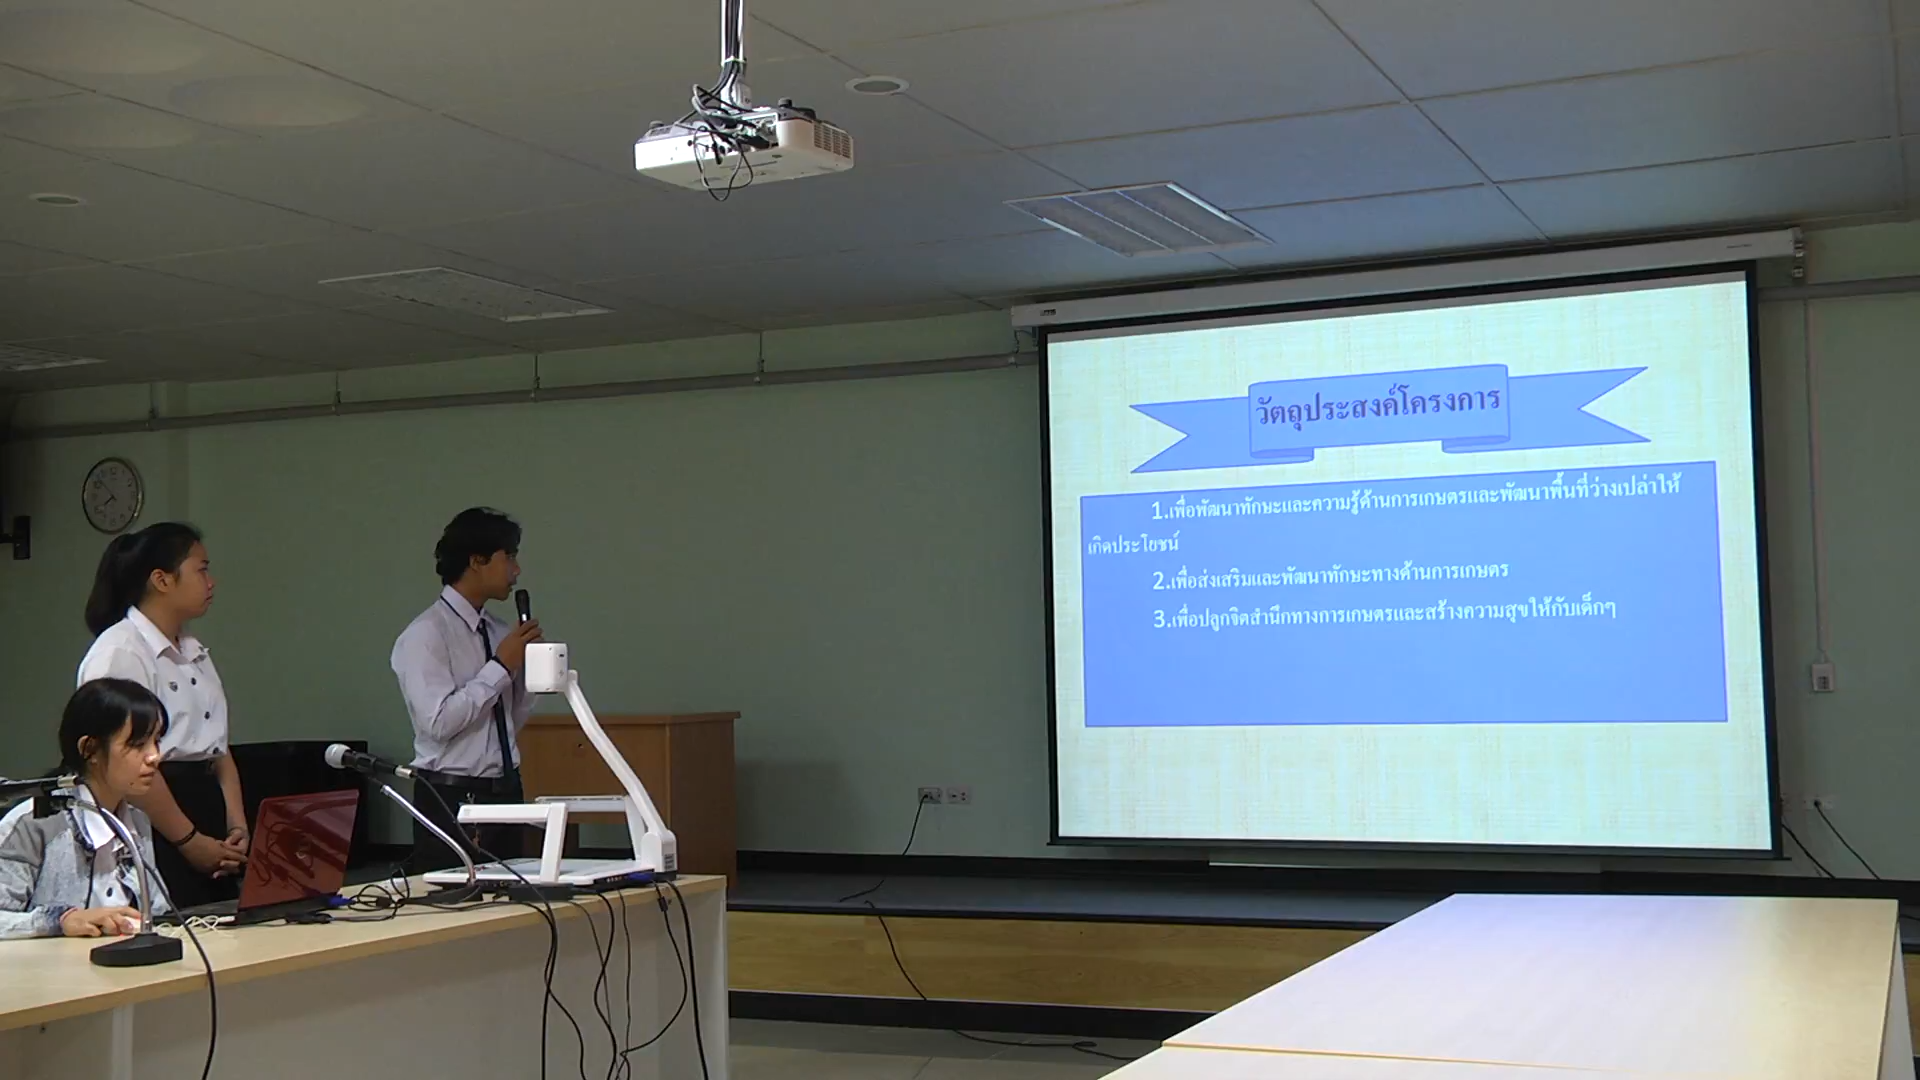 วัตถุประสงค์โครงการ
1.เพื่อพัฒนาทักษะและความรู้ด้านการเกษตรและพัฒนาพื้นที่ว่างเปล่าให้
เกิดประโยชน์
2.เพื่อส่งเสริมและพัฒนาทักษะทางด้านการเกษตร
3.เพื่อปลูกจิตสำนึกทางการเกษตรและสร้างความสุขให้กับเด็กๆ